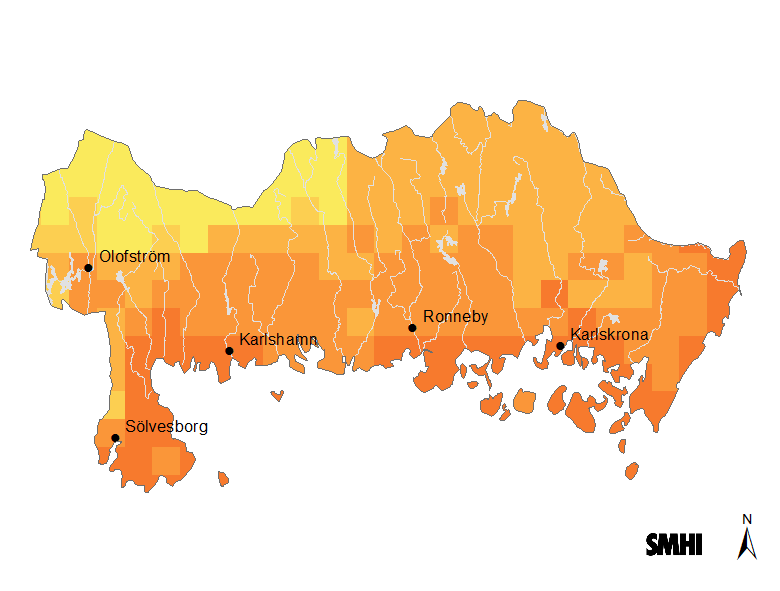 Olofström
Ronneby
Karlshamn
Karlskrona
Sölvesborg
N
SMHI